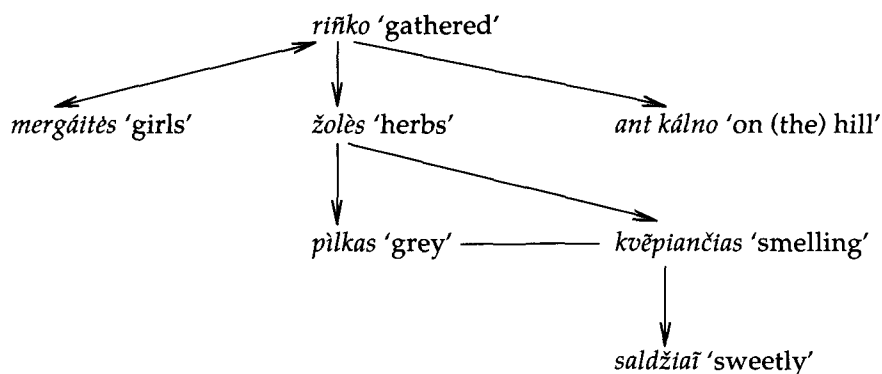 riñko 'gathered'
mergáitės 'girls' žolès 'herbs' ant kálno 'on (the) hill'
pìlkas 'grey' kvẽpiančias 'smelling'
saldžiaĩ 'sweetly'